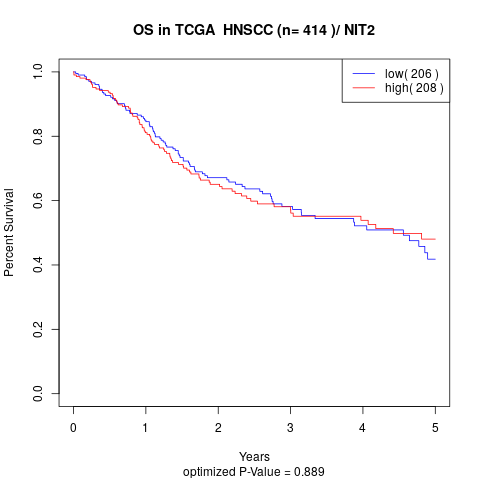 OS in TCGA  HNSCC (n= 414 )/ NIT2
low( 206 )
high( 208 )
Percent Survival
1.0
0.8
0.6
0.4
0.2
0.0
0 1 2 3 4 5
Years
optimized P-Value = 0.889